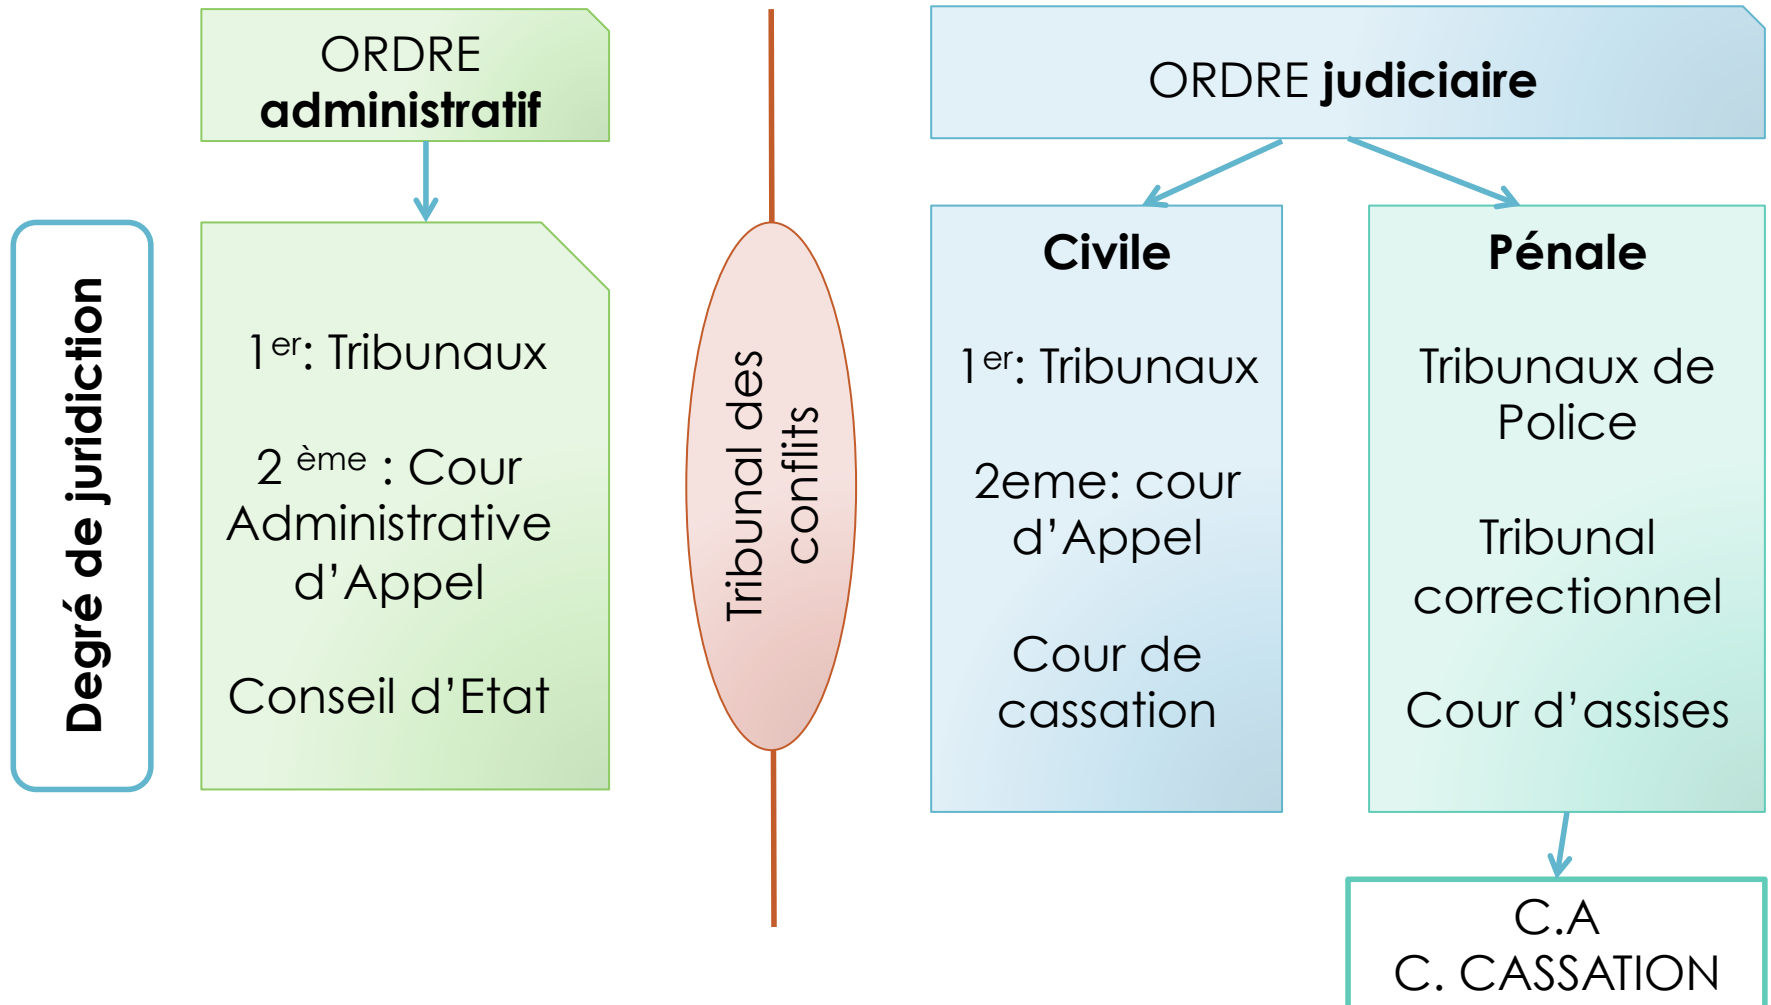 ORDRE
administratif
ORDRE judiciaire
Degré de juridiction
1er: Tribunaux
2 ème : Cour
Administrative
d’Appel
Conseil d’Etat
Tribunal des
conflits
Civile
1er: Tribunaux
2eme: cour
d’Appel
Cour de
cassation
Pénale
Tribunaux de
Police
Tribunal
correctionnel
Cour d’assises
C.A
C. CASSATION